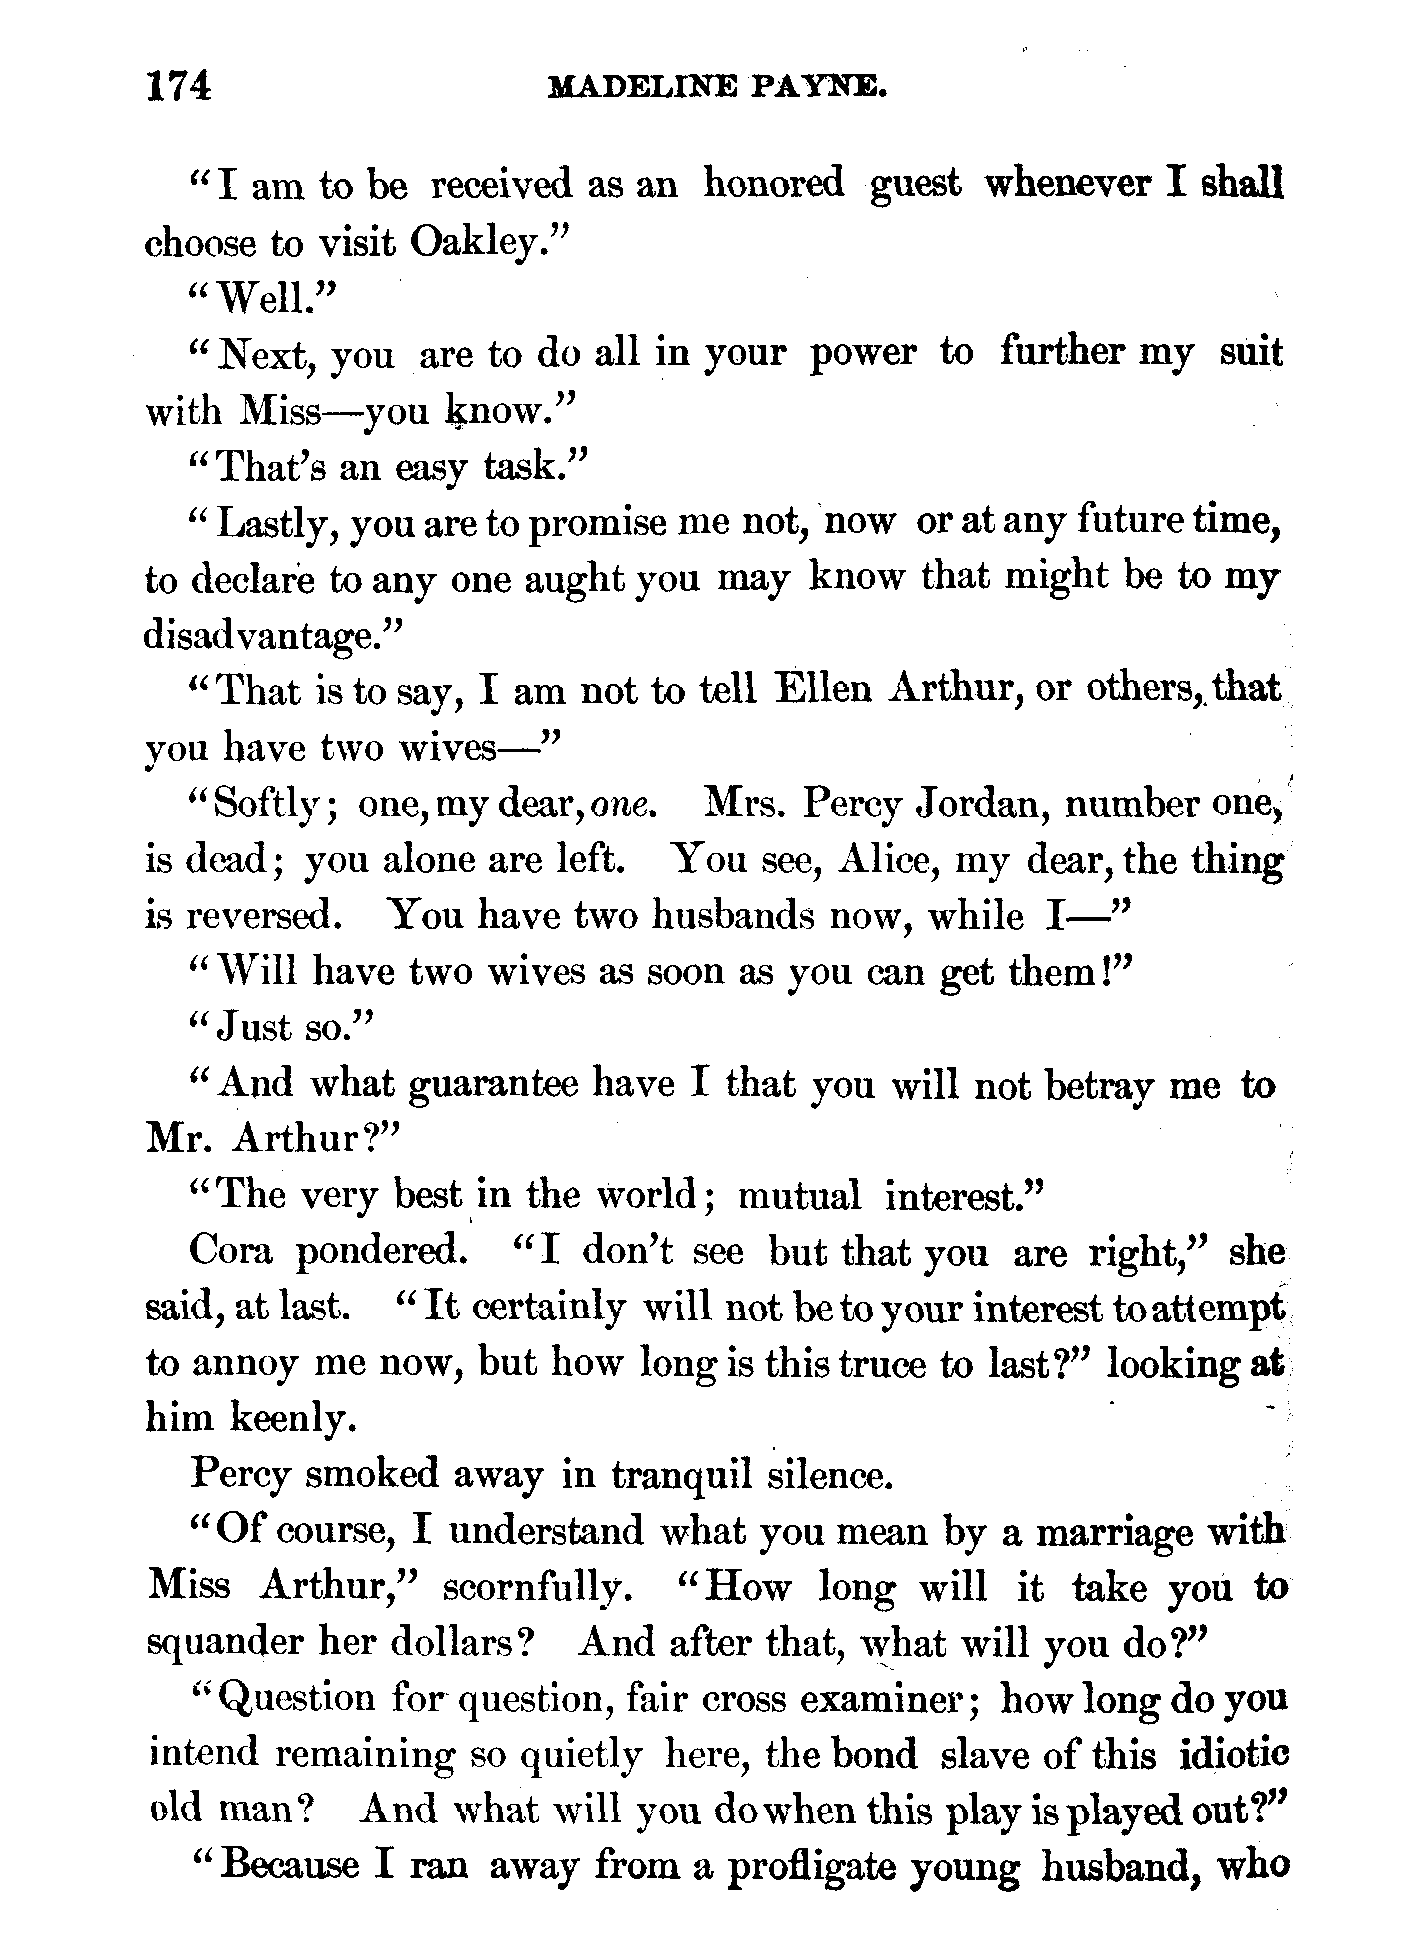 174 MADELINE PAYNE.
“I am to be received as an honored guest whenever I shall
choose to visit Oakley.”
“Well.”
“Next, you are to do all in your power to further my suit
with Miss—you know.”
“That’s an easy task.”
“Lastly, you are to promise me not, now or at any future time,
to declare to any one aught you may know that might be to my
disadvantage.”
“That is to say, I am not to tell Ellen Arthur, or others, that
you have two wives—”
“Softly; one, my dear, one. Mrs. Percy Jordan, number one,
is dead; you alone are left. You see, Alice, my dear, the thing
is reversed. You have two husbands now, while I—”
“Will have two wives as soon as you can get them!”
“Just so.”
“And what guarantee have I that you will not betray me to
Mr. Arthur?”
“The very best in the world; mutual interest.”
Cora pondered. “I don’t see but that you are right,” she
said, at last. “It certainly will not be to your interest to attempt
to annoy me now, but how long is this truce to last?” looking at
him keenly.
Percy smoked away in tranquil silence.
“Of course, I understand what you mean by a marriage with
Miss Arthur,” scornfully. “How long will it take you to
squander her dollars? And after that, what will you do?”
“Question for question, fair cross examiner; how long do you
intend remaining so quietly here, the bond slave of this idiotic
old man? And what will you do when this play is played out?”
“Because I ran away from a profligate young husband, who